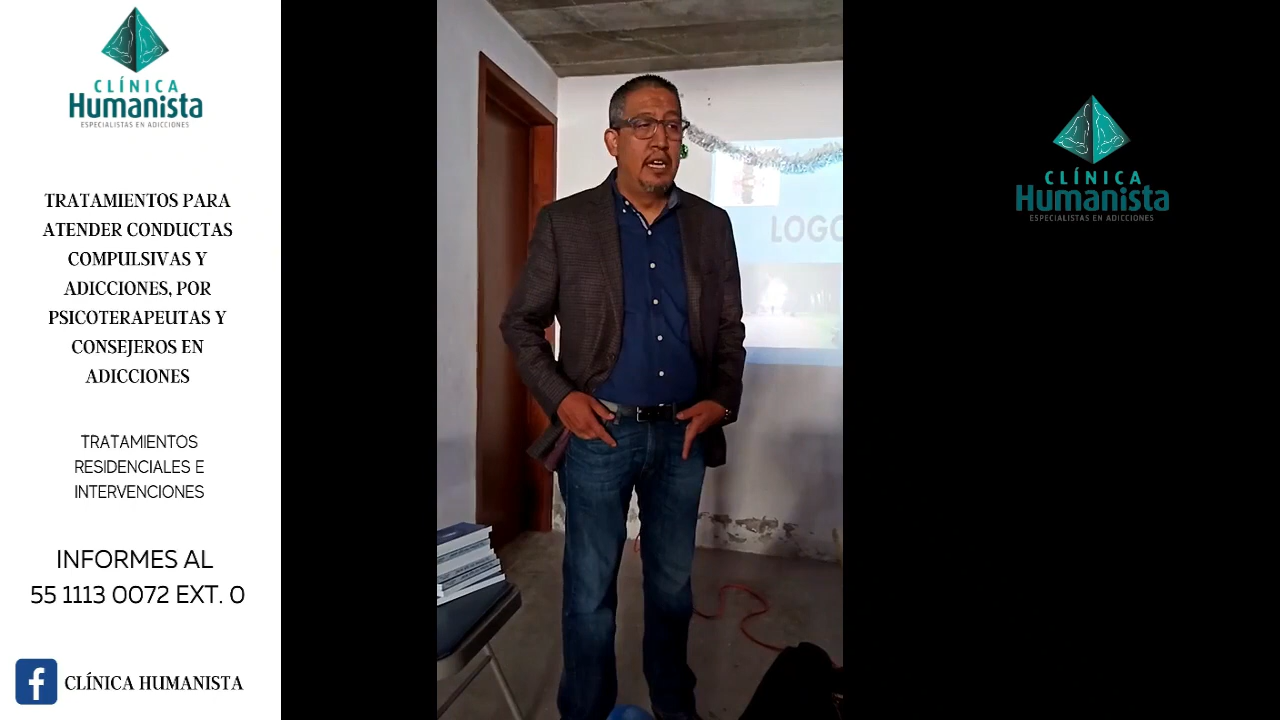 CLÍNICA
Humanista
ESPECIALISTAS EN ADICCIONES
TRATAMIENTOS PARA
ATENDER CONDUCTAS
COMPULSIVAS Y
ADICCIONES, POR
PSICOTERAPEUTAS Y
CONSEJEROS EN
ADICCIONES
TRATAMIENTOS
RESIDENCIALES E
INTERVENCIONES
INFORMES AL
55 1113 0072 EXT. 0
f CLÍNICA HUMANISTA
LOGO
CLÍNICA
Humanista
ESPECIALISTAS EN ADICCIONES